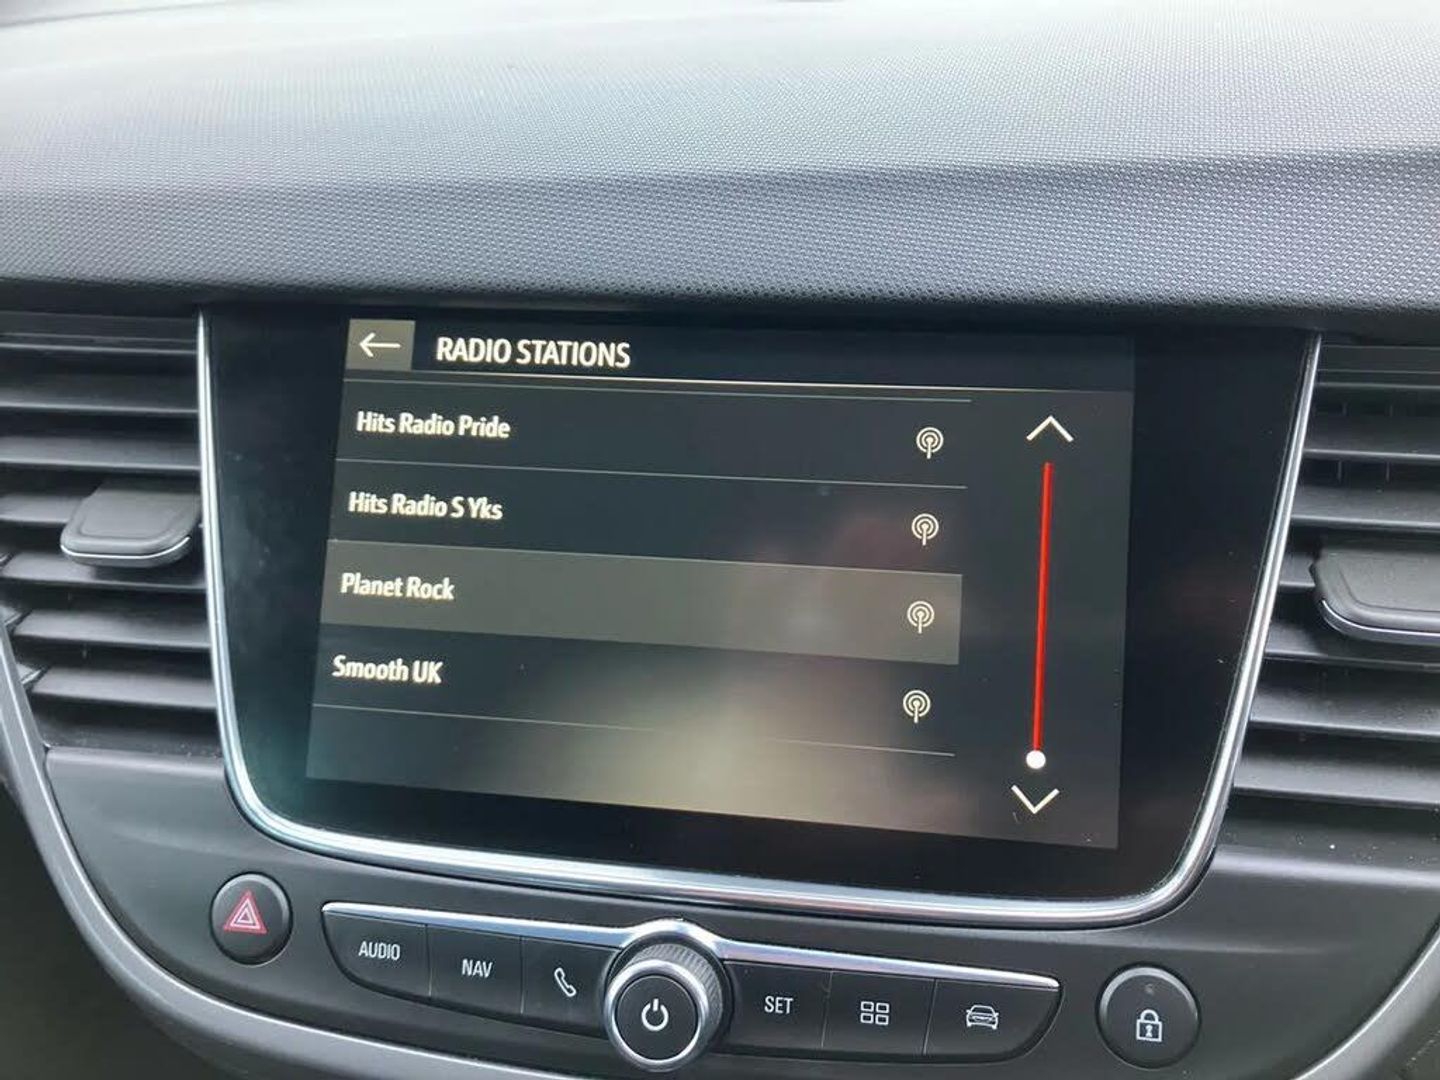 RADIO STATIONS
Hits Radio Pride
Hits Radio S Yks
Planet Rock
Smooth UK
AUDIO
NAV
SET